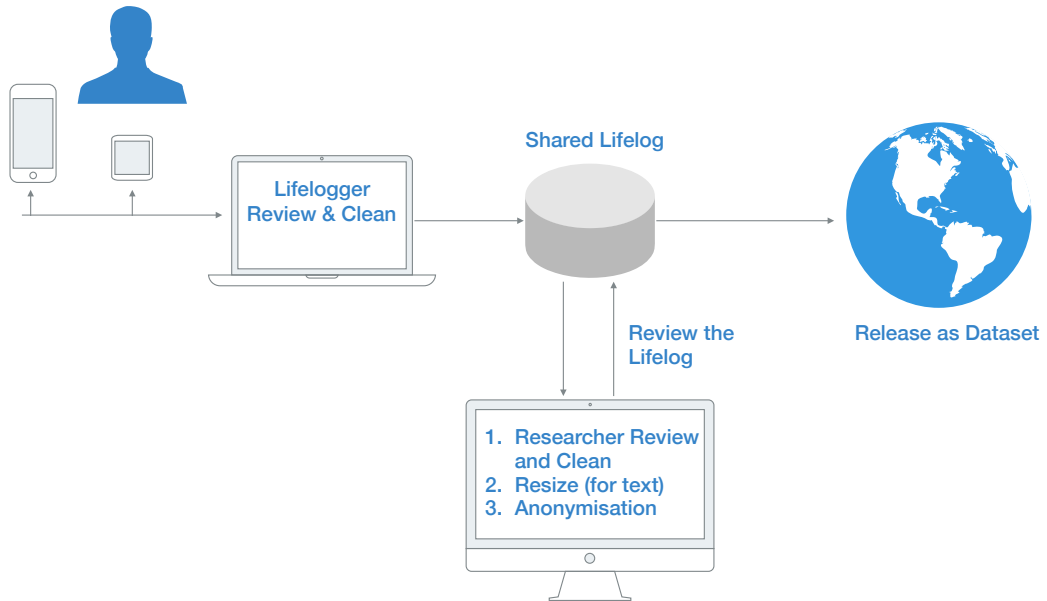 Shared Lifelog
Lifelogger
Review & Clean
Release as Dataset
Review the
Lifelog
1. Researcher Review
and Clean
2. Resize (for text)
3. Anonymisation